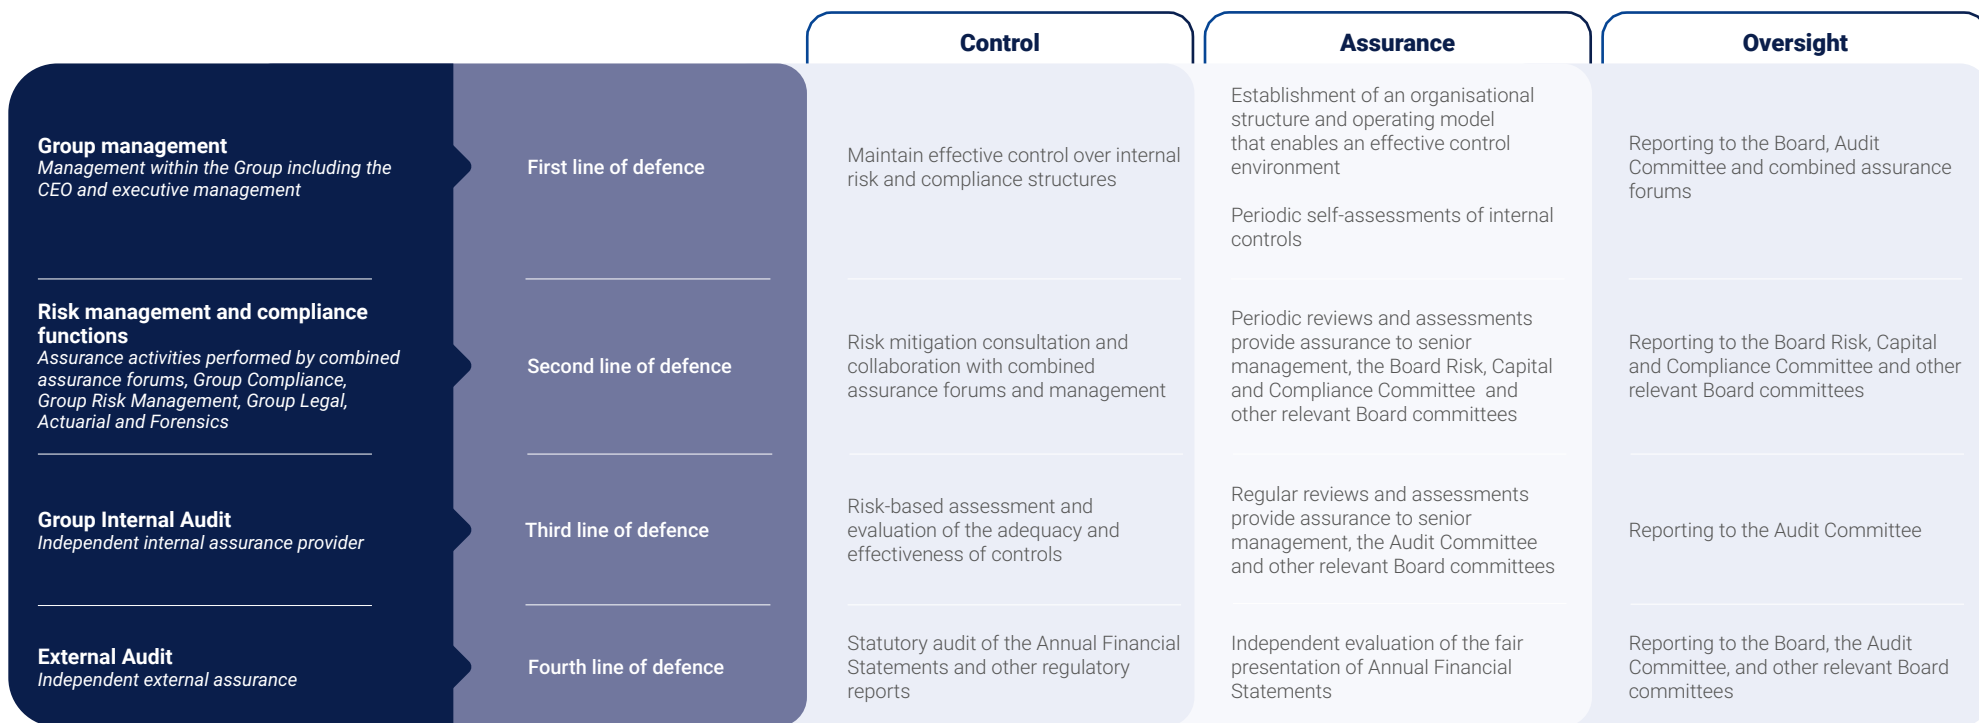 Control
Assurance
Oversight
Group management
Management within the Group including the
CEO and executive management
First line of defence
Maintain effective control over internal
risk and compliance structures
Establishment of an organisational
structure and operating model
that enables an effective control
environment
Periodic self-assessments of internal
controls
Reporting to the Board, Audit
Committee and combined assurance
forums
Risk management and compliance
functions
Assurance activities performed by combined
assurance forums, Group Compliance,
Group Risk Management, Group Legal,
Actuarial and Forensics
Second line of defence
Risk mitigation consultation and
collaboration with combined
assurance forums and management
Periodic reviews and assessments
provide assurance to senior
management, the Board Risk, Capital
and Compliance Committee and
other relevant Board committees
Reporting to the Board Risk, Capital
and Compliance Committee and other
relevant Board committees
Group Internal Audit
Independent internal assurance provider
Third line of defence
Risk-based assessment and
evaluation of the adequacy and
effectiveness of controls
Regular reviews and assessments
provide assurance to senior
management, the Audit Committee
and other relevant Board committees
Reporting to the Audit Committee
External Audit
Independent external assurance
Fourth line of defence
Statutory audit of the Annual Financial
Statements and other regulatory
reports
Independent evaluation of the fair
presentation of Annual Financial
Statements
Reporting to the Board, the Audit
Committee, and other relevant Board
committees